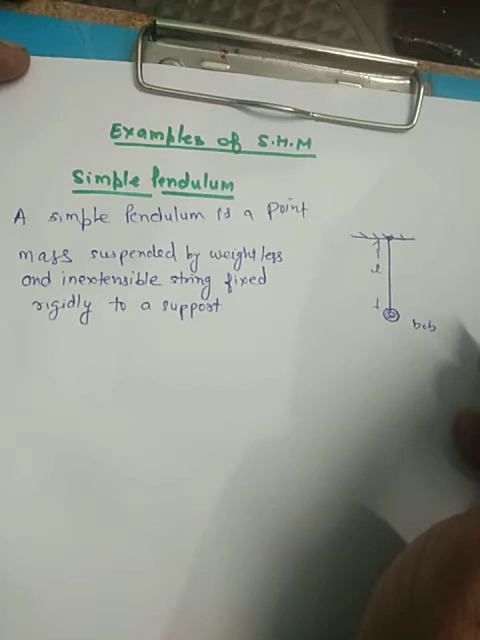 Examples of S.H.M
Simple Pendulum
A simple Pendulum is a point
mass suspended by weightless
and inextensible string fixed
rigidly to a support
l
bob